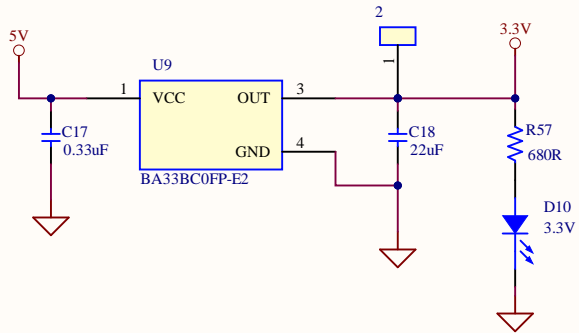 2
5V
3.3V
U9
1
1
VCC
OUT
3
C17
0.33uF
GND
4
C18
22uF
R57
680R
BA33BC0FP-E2
D10
3.3V